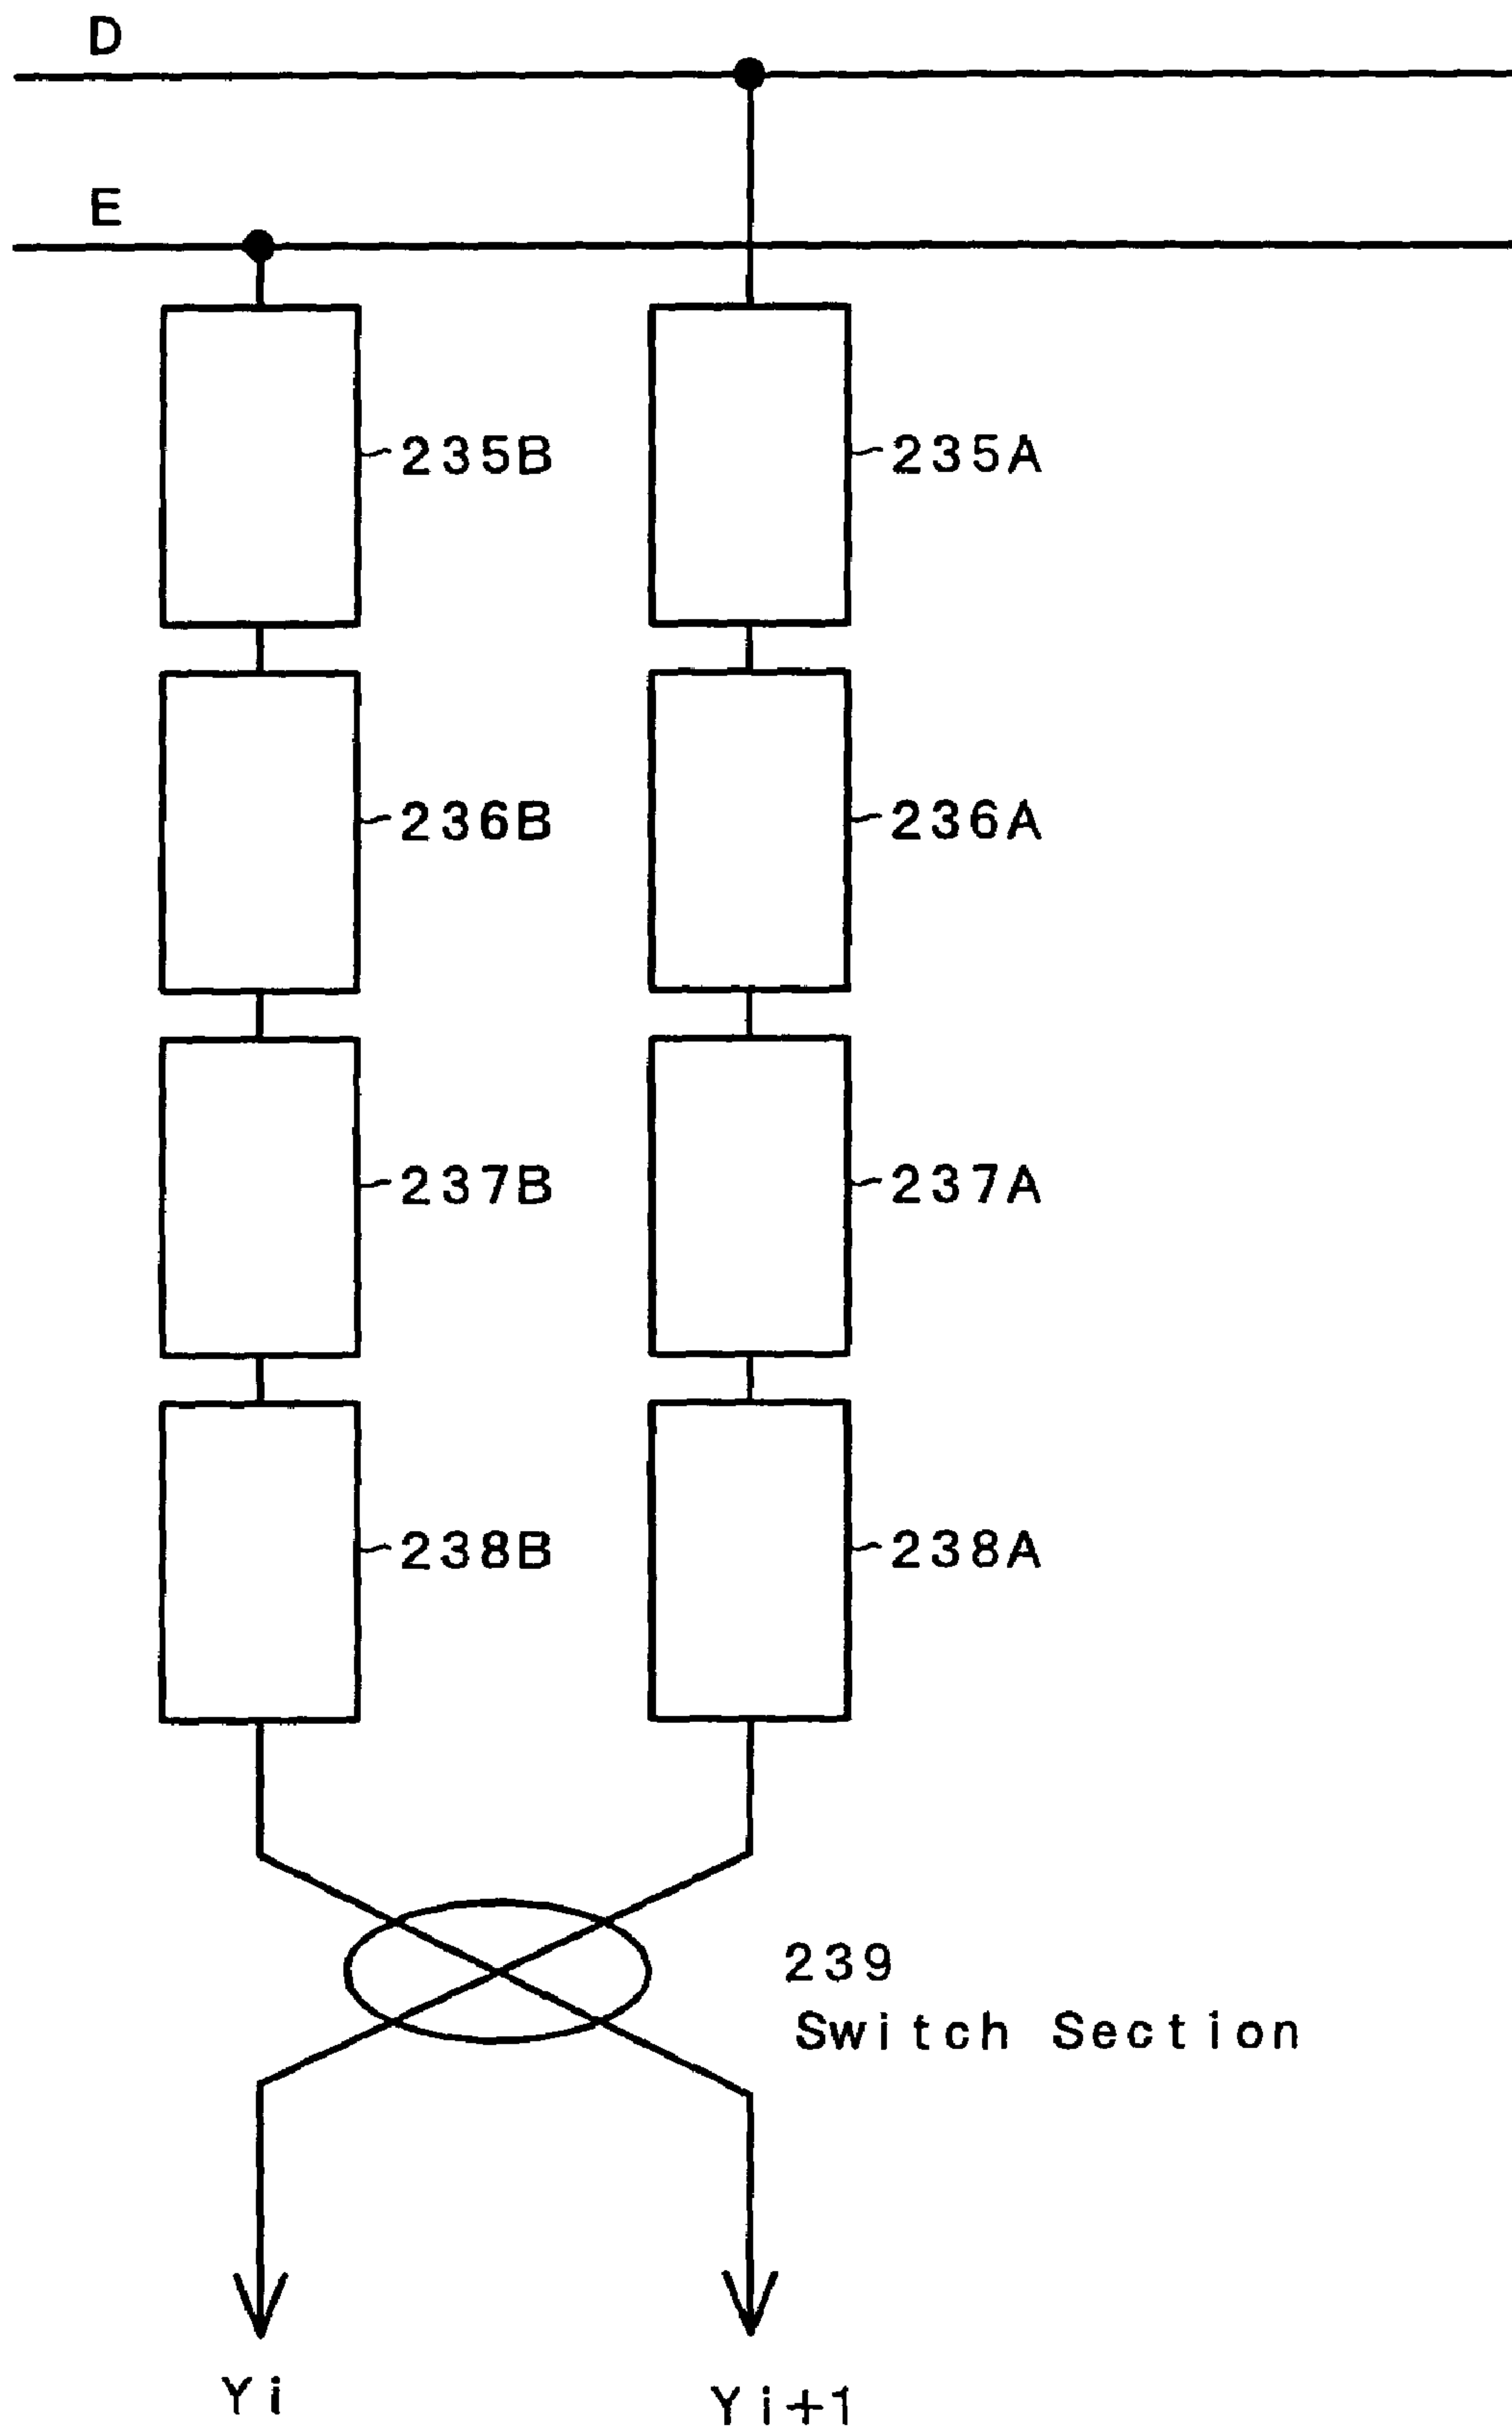 D
E
235B
235A
236B
236A
237B
237A
238B
238A
239
Switch Section
Yi
Yi+1